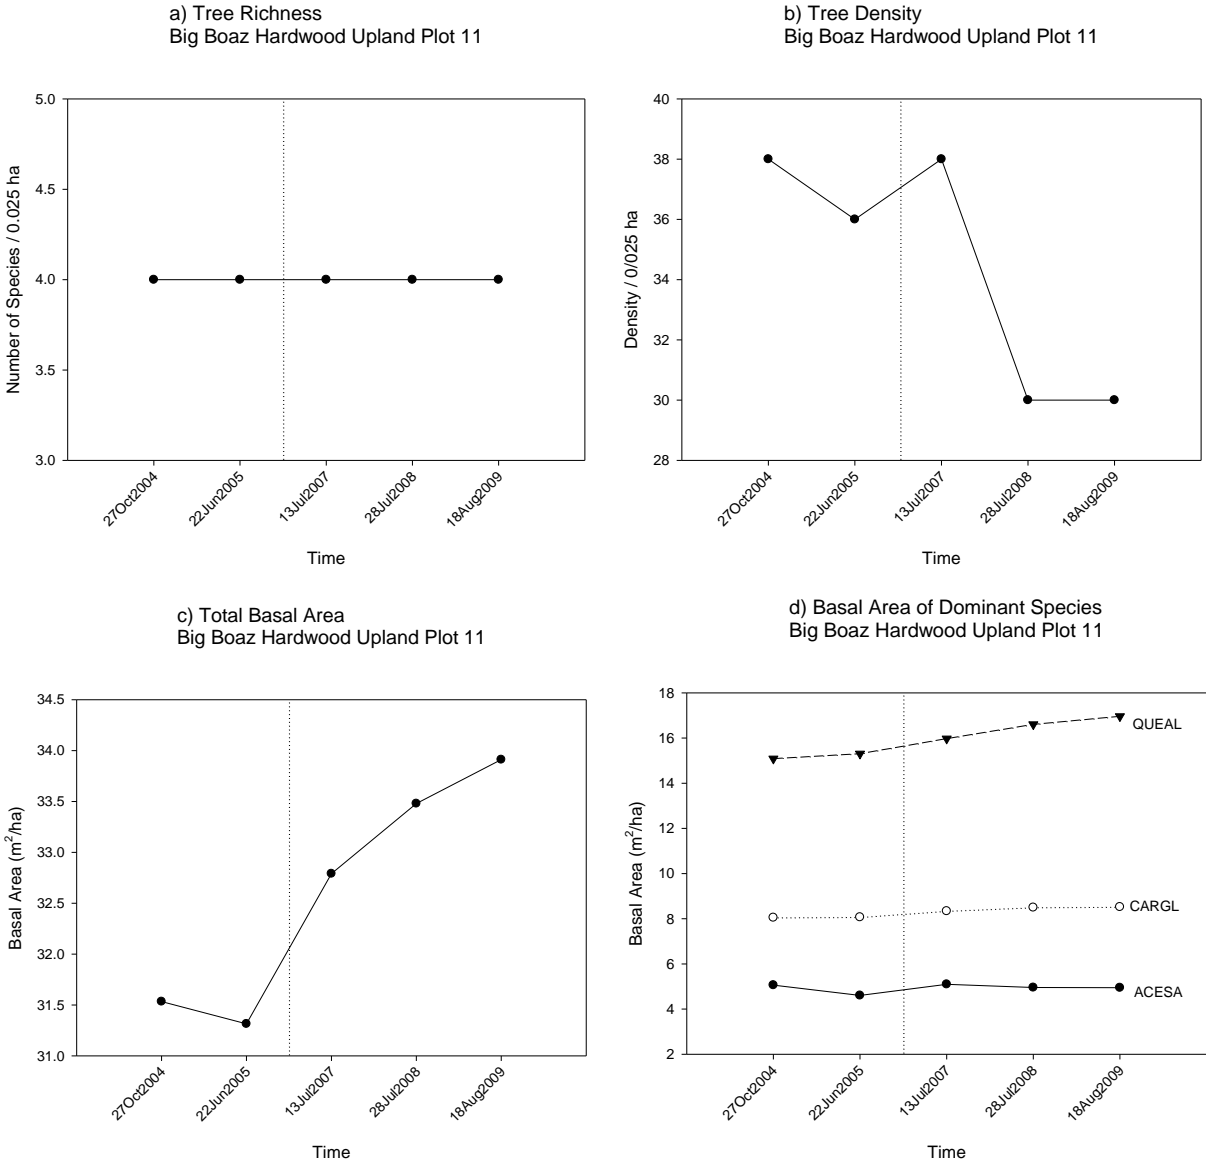 a) Tree Richness
Big Boaz Hardwood Upland Plot 11
5.0
4.5
4.0
3.5
3.0
Number of Species / 0.025 ha
27Oct2004
22Jun2005
13Jul2007
28Jul2008
18Aug2009
Time
b) Tree Density
Big Boaz Hardwood Upland Plot 11
40
38
36
34
32
30
28
Density / 0/025 ha
27Oct2004
22Jun2005
13Jul2007
28Jul2008
18Aug2009
Time
c) Total Basal Area
Big Boaz Hardwood Upland Plot 11
34.5
34.0
33.5
33.0
32.5
32.0
31.5
31.0
Basal Area (m²/ha)
27Oct2004
22Jun2005
13Jul2007
28Jul2008
18Aug2009
Time
d) Basal Area of Dominant Species
Big Boaz Hardwood Upland Plot 11
18
16
14
12
10
8
6
4
2
Basal Area (m²/ha)
QUEAL
CARGL
ACESA
27Oct2004
22Jun2005
13Jul2007
28Jul2008
18Aug2009
Time